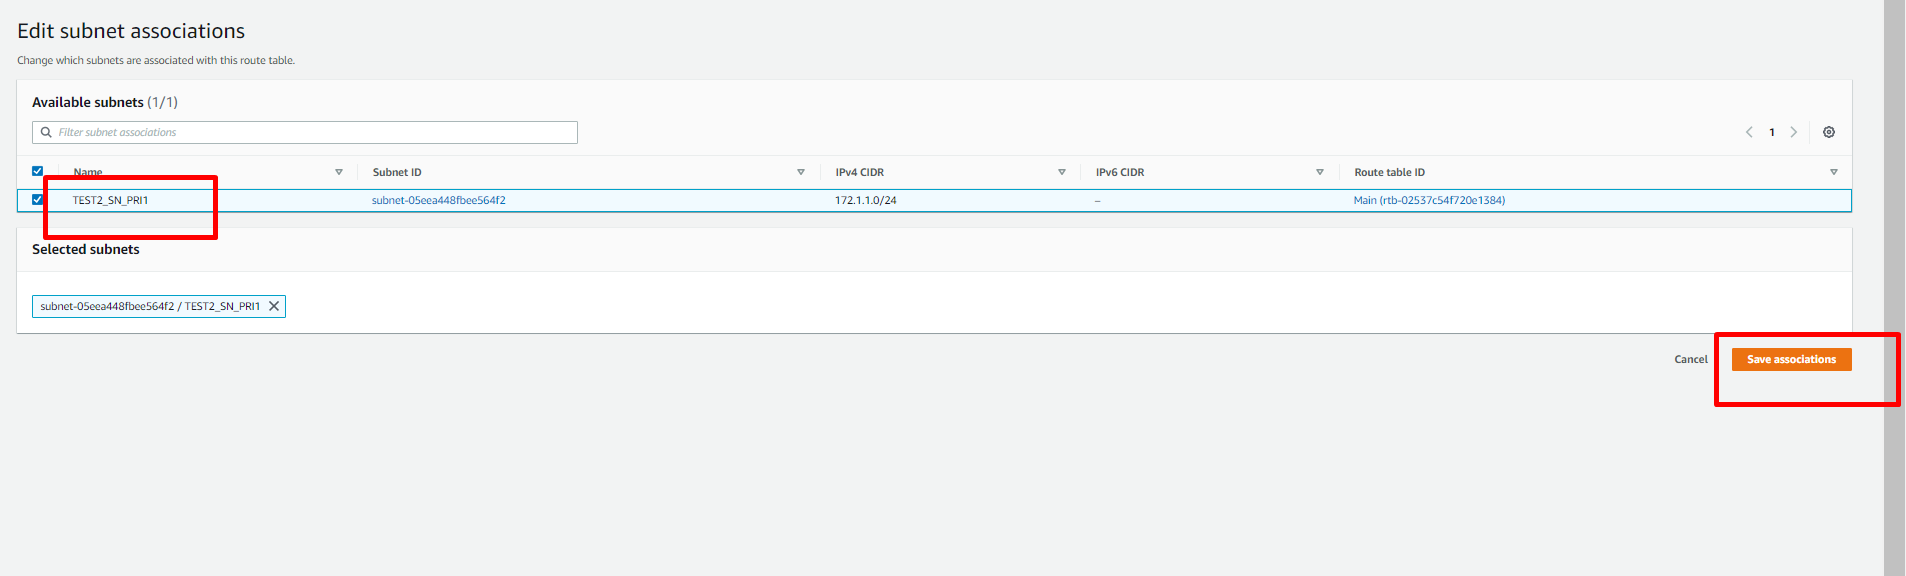 Edit subnet associations
Change which subnets are associated with this route table.
Available subnets (1/1)
Filter subnet associations
1
Name Subnet ID IPv4 CIDR IPv6 CIDR Route table ID
TEST2_SN_PRI1 subnet-05eea448fbee564f2 172.1.1.0/24 – Main (rtb-02537c54f720e1384)
Selected subnets
subnet-05eea448fbee564f2 / TEST2_SN_PRI1
Cancel Save associations